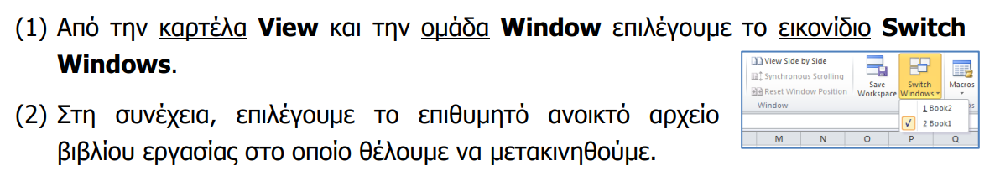 (1) Από την καρτέλα View και την ομάδα Window επιλέγουμε το εικονίδιο Switch
Windows.
(2) Στη συνέχεια, επιλέγουμε το επιθυμητό ανοικτό αρχείο
βιβλίου εργασίας στο οποίο θέλουμε να μετακινηθούμε.
View Side by Side
Synchronous Scrolling
Reset Window Position
Window
Save
Workspace
Switch
Windows
Macros
1 Book2
2 Book1
M N O P Q